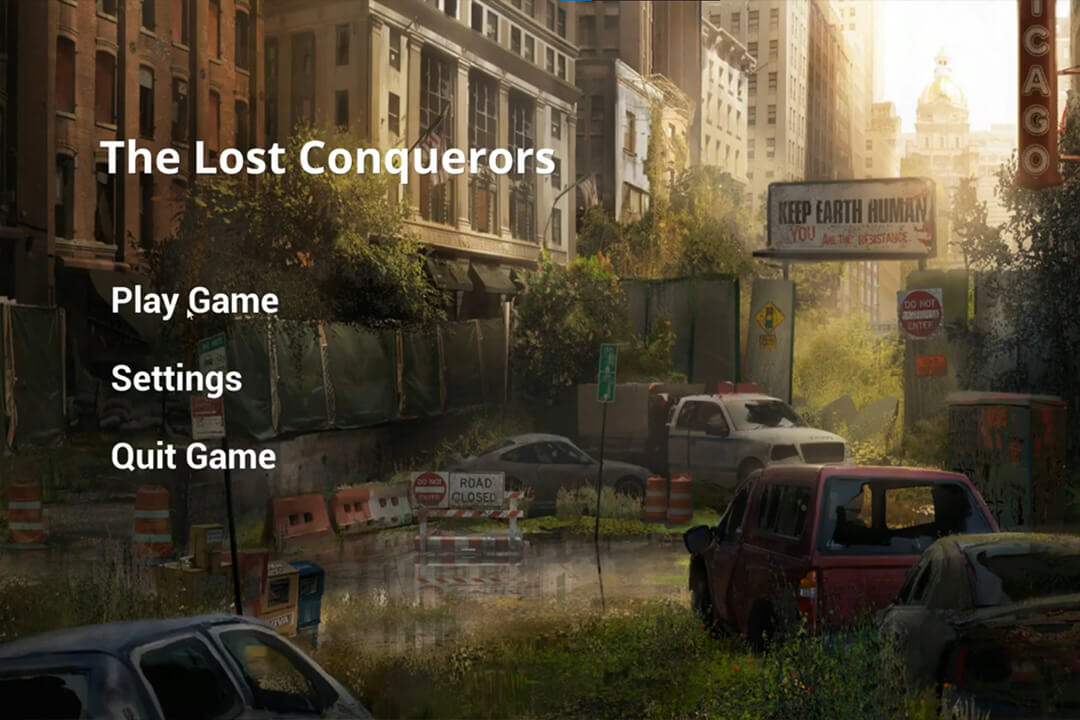 The Lost Conquerors
Play Game
Settings
Quit Game
ICAGO
KEEP EARTH HUMAN
YOU ARE THE RESISTANCE.
DO NOT
ENTER
DO NOT
ENTER
ROAD
CLOSED